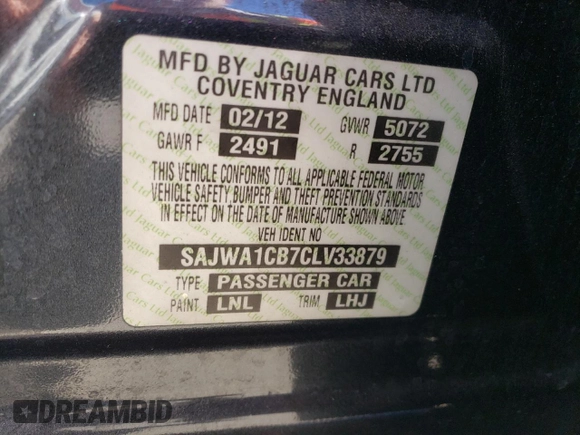 MFD BY JAGUAR CARS LTD
COVENTRY ENGLAND
MFD DATE 02/12 GVWR 5072
GAWR F 2491 R 2755
THIS VEHICLE CONFORMS TO ALL APPLICABLE FEDERAL MOTOR
VEHICLE SAFETY BUMPER AND THEFT PREVENTION STANDARDS
IN EFFECT ON THE DATE OF MANUFACTURE SHOWN ABOVE
VEH IDENT NO
SAJWA1CB7CLV33879
TYPE PASSENGER CAR
PAINT LNL TRIM LHJ
DREAMBID